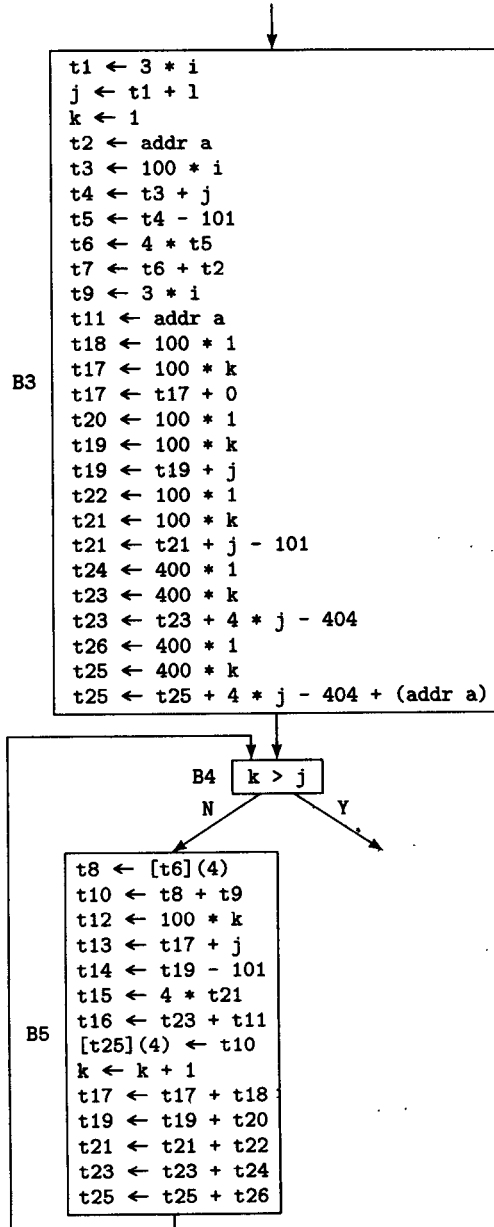 t1 ← 3 * i
j ← t1 + 1
k ← 1
t2 ← addr a
t3 ← 100 * i
t4 ← t3 + j
t5 ← t4 - 101
t6 ← 4 * t5
t7 ← t6 + t2
t9 ← 3 * i
t11 ← addr a
t18 ← 100 * 1
t17 ← 100 * k
B3
t17 ← t17 + 0
t20 ← 100 * 1
t19 ← 100 * k
t19 ← t19 + j
t22 ← 100 * 1
t21 ← 100 * k
t21 ← t21 + j - 101
t24 ← 400 * 1
t23 ← 400 * k
t23 ← t23 + 4 * j - 404
t26 ← 400 * 1
t25 ← 400 * k
t25 ← t25 + 4 * j - 404 + (addr a)
B4 k > j
N Y
t8 ← [t6](4)
t10 ← t8 + t9
t12 ← 100 * k
t13 ← t17 + j
t14 ← t19 - 101
t15 ← 4 * t21
t16 ← t23 + t11
B5
[t25](4) ← t10
k ← k + 1
t17 ← t17 + t18
t19 ← t19 + t20
t21 ← t21 + t22
t23 ← t23 + t24
t25 ← t25 + t26